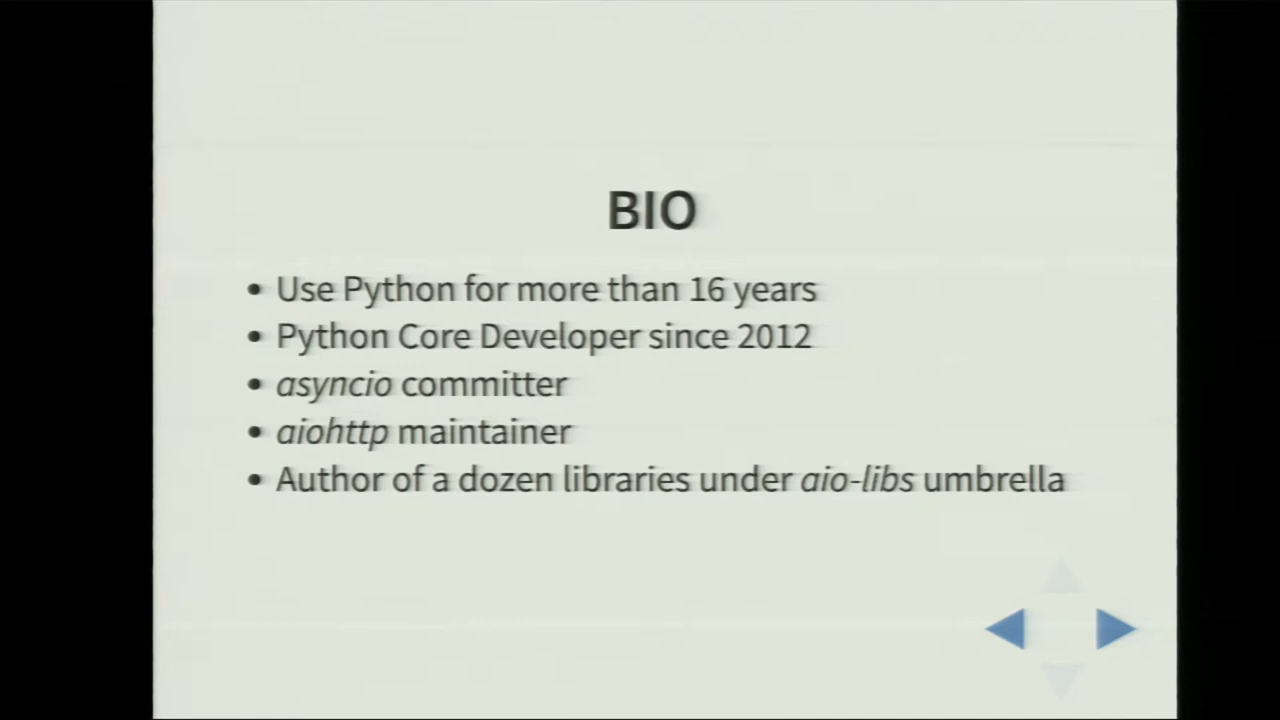 BIO
• Use Python for more than 16 years
• Python Core Developer since 2012
• asyncio committer
• aiohttp maintainer
• Author of a dozen libraries under aio-libs umbrella